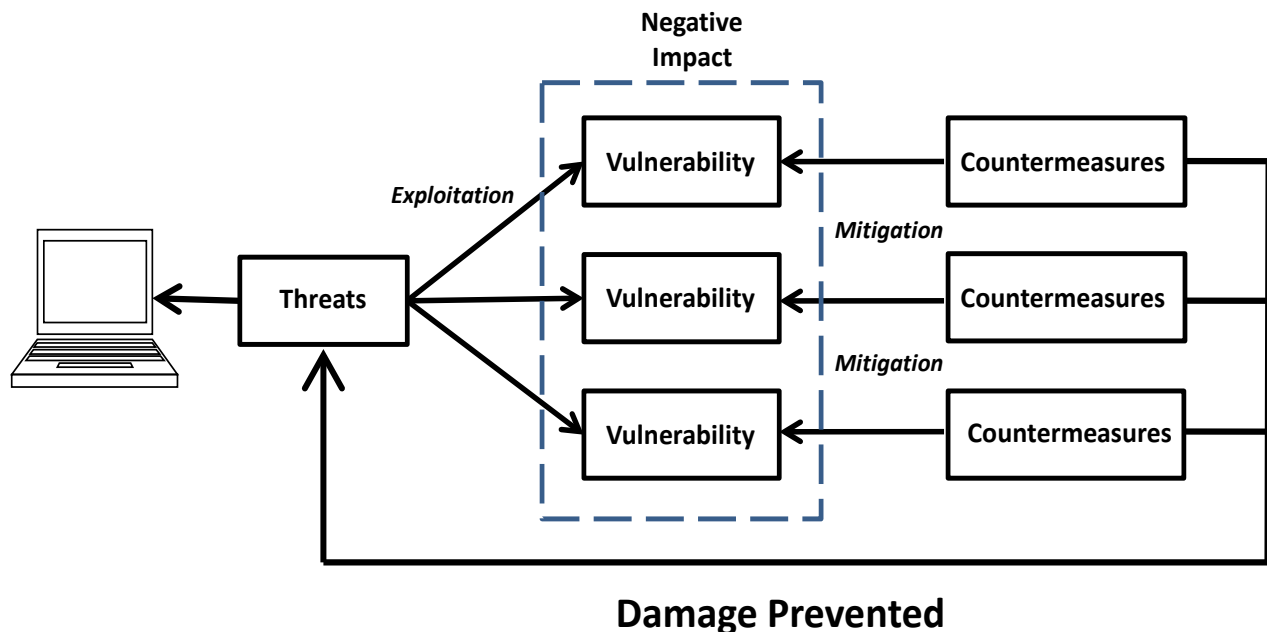 Negative
Impact
Vulnerability
Countermeasures
Exploitation
Mitigation
Threats
Vulnerability
Countermeasures
Mitigation
Vulnerability
Countermeasures
Damage Prevented